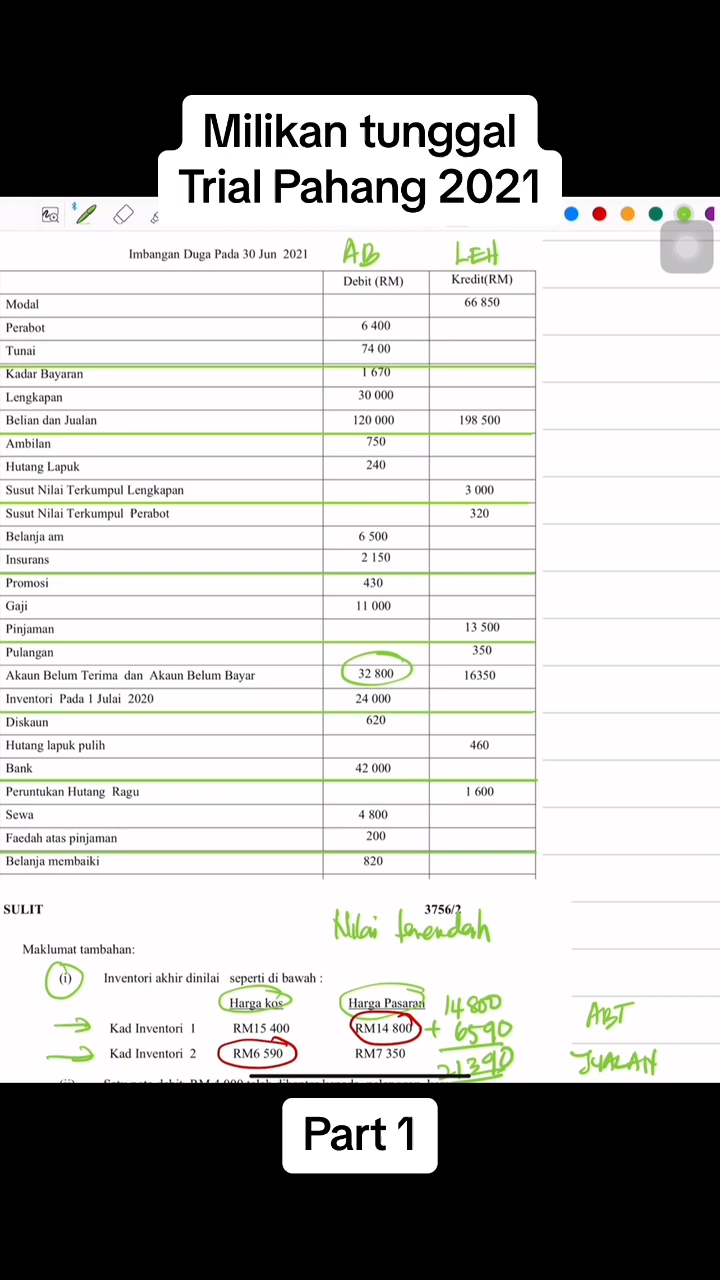 Milikan tunggal
Trial Pahang 2021
Imbangan Duga Pada 30 Jun 2021 AB LEH
Debit (RM) Kredit(RM)
Modal 66 850
Perabot 6 400
Tunai 74 00
Kadar Bayaran 1 670
Lengkapan 30 000
Belian dan Jualan 120 000 198 500
Ambilan 750
Hutang Lapuk 240
Susut Nilai Terkumpul Lengkapan 3 000
Susut Nilai Terkumpul Perabot 320
Belanja am 6 500
Insurans 2 150
Promosi 430
Gaji 11 000
Pinjaman 13 500
Pulangan 350
Akaun Belum Terima dan Akaun Belum Bayar 32 800 16350
Inventori Pada 1 Julai 2020 24 000
Diskaun 620
Hutang lapuk pulih 460
Bank 42 000
Peruntukan Hutang Ragu 1 600
Sewa 4 800
Faedah atas pinjaman 200
Belanja membaiki 820
SULIT 3756/2
Nilai terendah
Maklumat tambahan:
(i) Inventori akhir dinilai seperti di bawah :
Harga kos Harga Pasaran 14800 ABT
Kad Inventori 1 RM15 400 RM14 800 + 6590
Kad Inventori 2 RM6 590 RM7 350 21390 JUALAN
Part 1